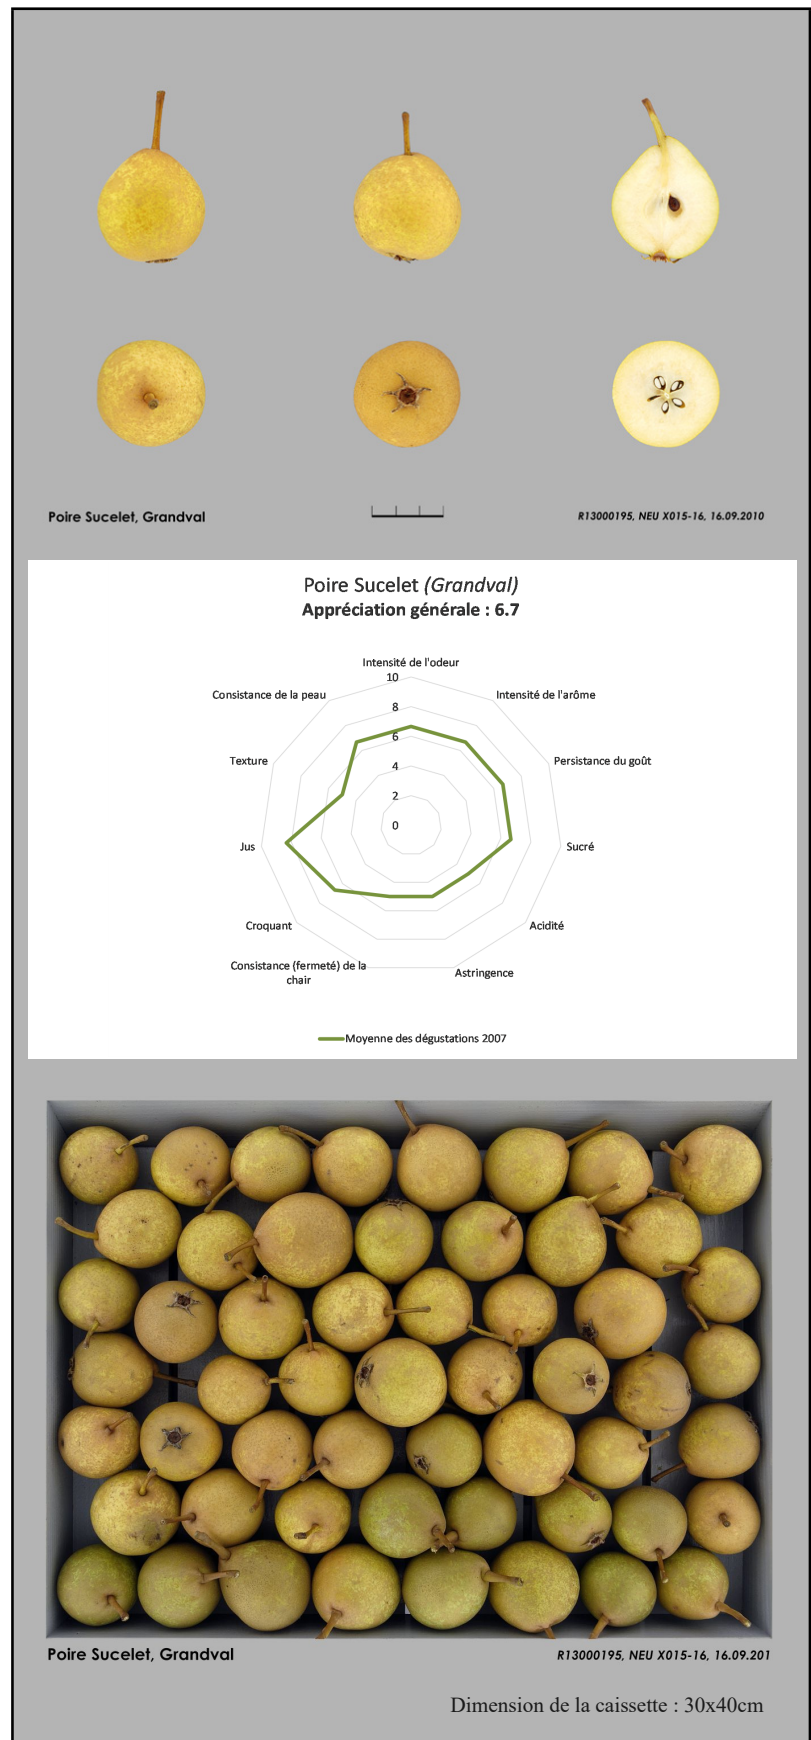 Poire Sucelet, Grandval
R13000195, NEU X015-16, 16.09.2010
Poire Sucelet (Grandval)
Appréciation générale : 6.7
Intensité de l'odeur
Intensité de l'arôme
Persistance du goût
Sucré
Acidité
Astringence
Consistance (fermeté) de la
chair
Croquant
Jus
Texture
Consistance de la peau
10
8
6
4
2
0
Moyenne des dégustations 2007
Poire Sucelet, Grandval
R13000195, NEU X015-16, 16.09.201
Dimension de la caissette : 30x40cm